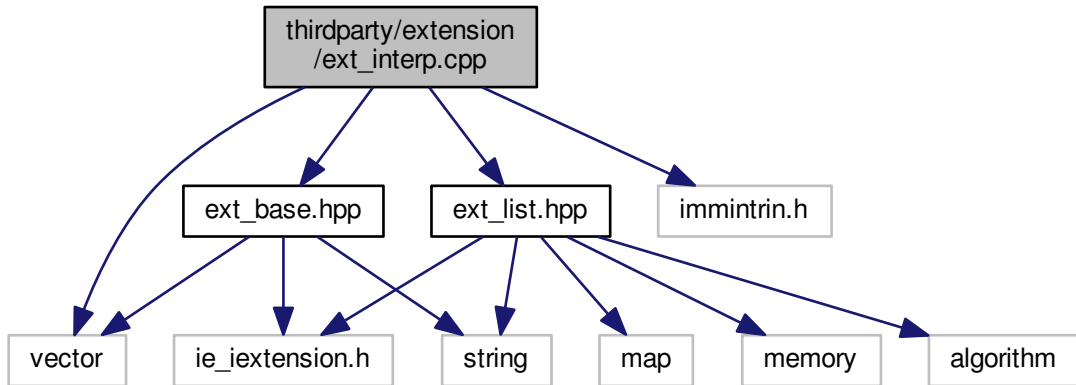 thirdparty/extension
/ext_interp.cpp
ext_base.hpp
ext_list.hpp
immintrin.h
vector
ie_iextension.h
string
map
memory
algorithm